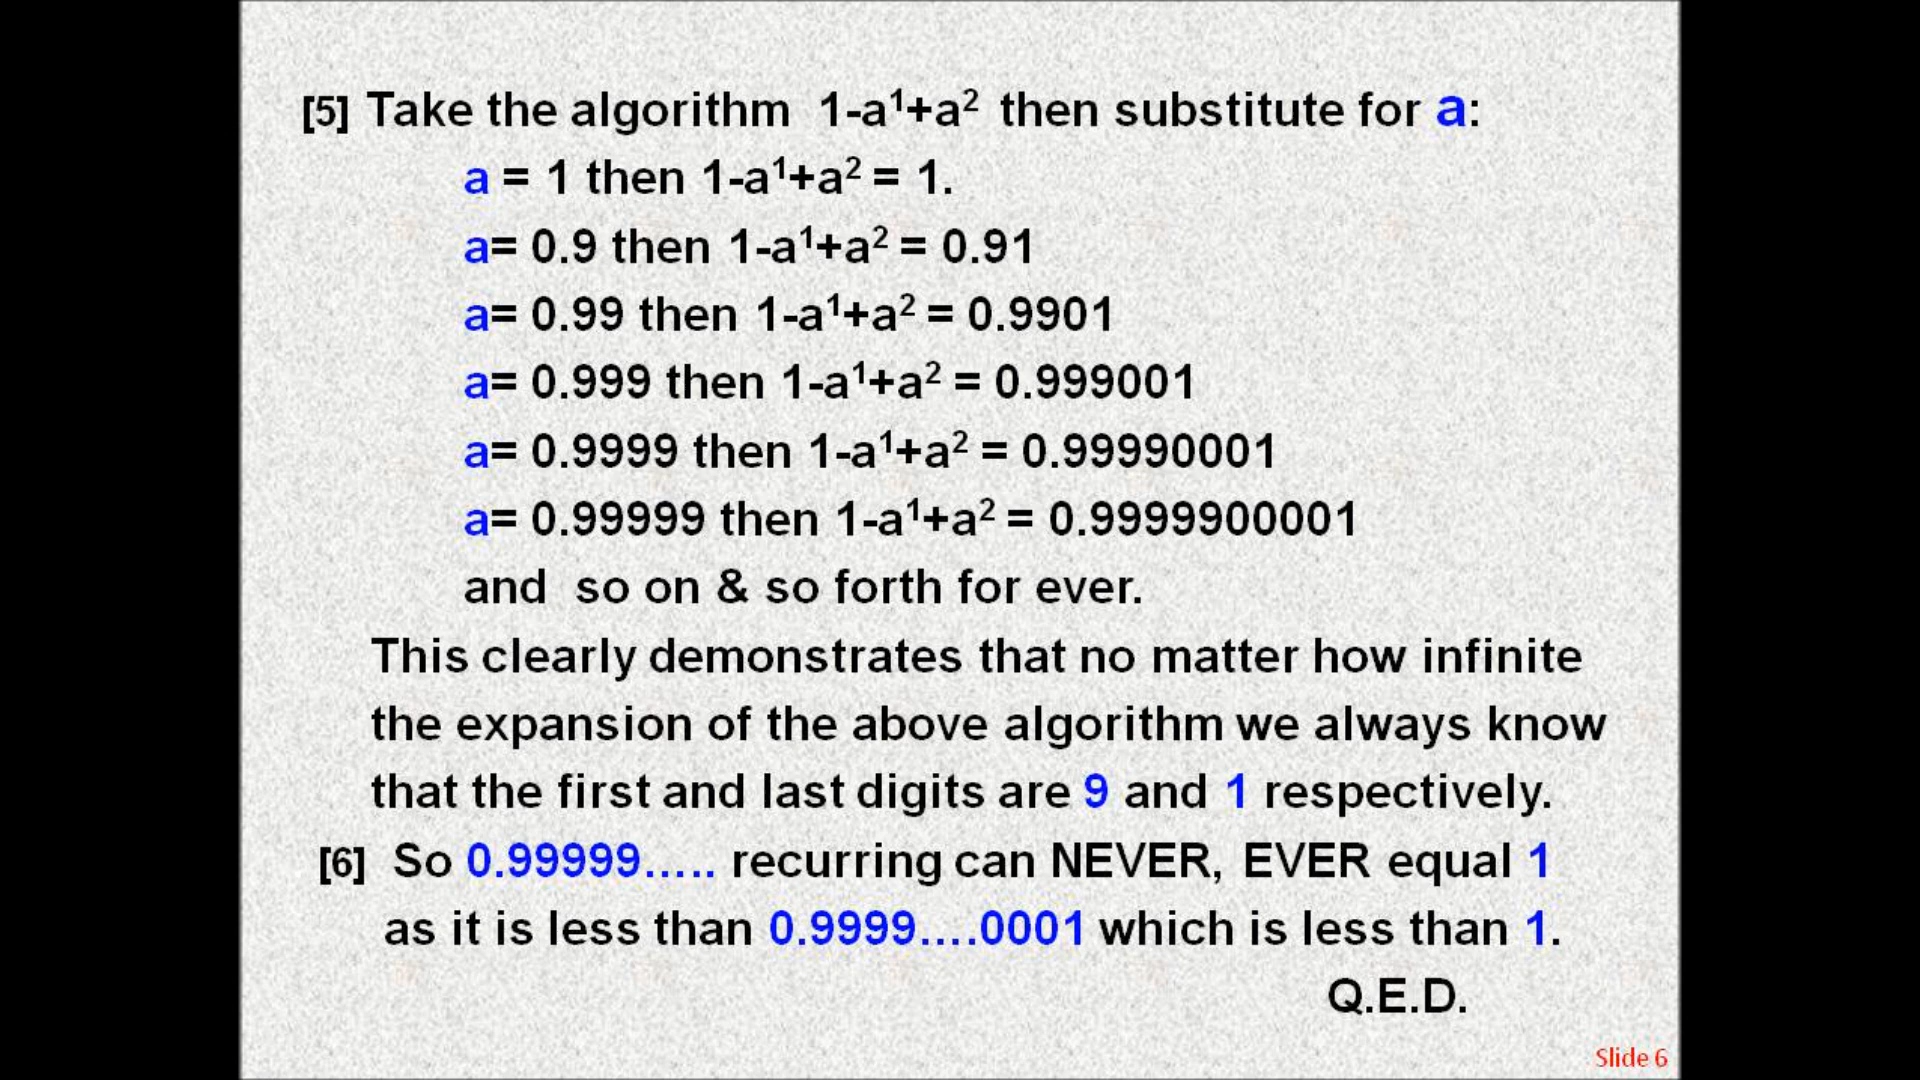 [5] Take the algorithm 1-a¹+a² then substitute for a:
a = 1 then 1-a¹+a² = 1.
a= 0.9 then 1-a¹+a² = 0.91
a= 0.99 then 1-a¹+a² = 0.9901
a= 0.999 then 1-a¹+a² = 0.999001
a= 0.9999 then 1-a¹+a² = 0.99990001
a= 0.99999 then 1-a¹+a² = 0.9999900001
and so on & so forth for ever.
This clearly demonstrates that no matter how infinite
the expansion of the above algorithm we always know
that the first and last digits are 9 and 1 respectively.
[6] So 0.99999..... recurring can NEVER, EVER equal 1
as it is less than 0.9999....0001 which is less than 1.
Q.E.D.
Slide 6